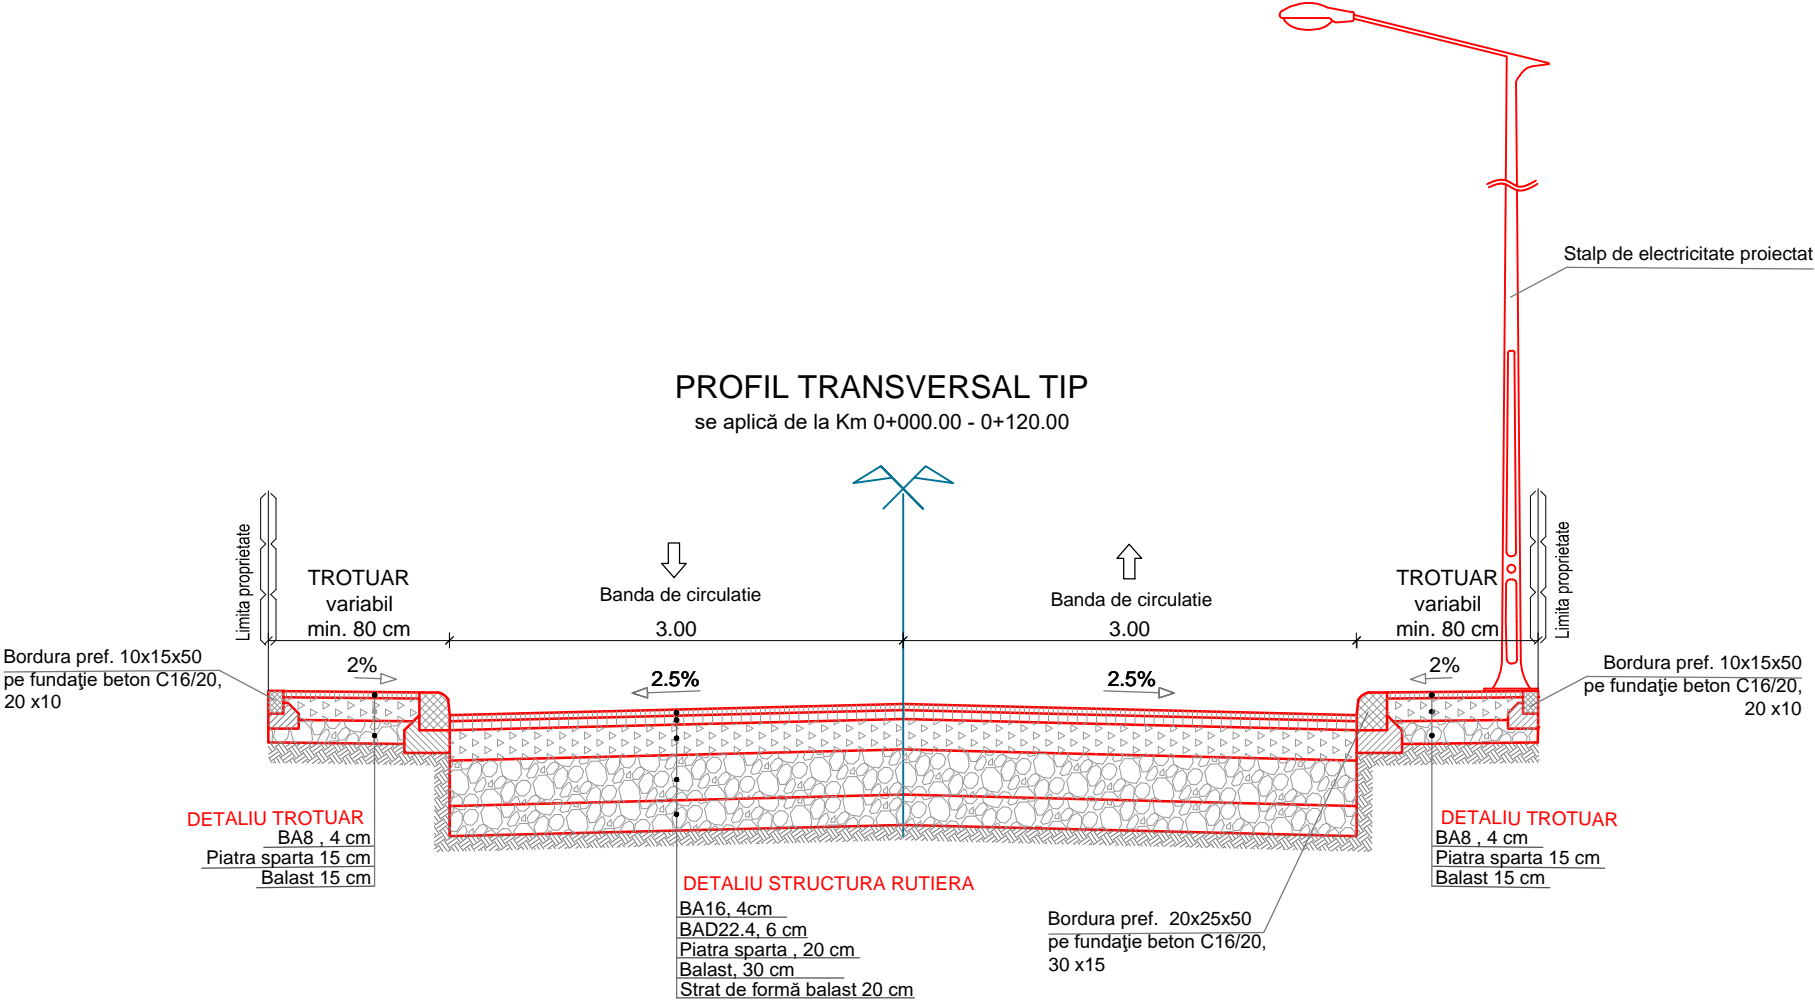 Stalp de electricitate proiectat
PROFIL TRANSVERSAL TIP
se aplică de la Km 0+000.00 - 0+120.00
Limita proprietate
TROTUAR
variabil
min. 80 cm
Banda de circulatie
3.00
Banda de circulatie
3.00
TROTUAR
variabil
min. 80 cm
Limita proprietate
Bordura pref. 10x15x50
pe fundaţie beton C16/20,
20 x10
2%
2.5%
2.5%
2%
Bordura pref. 10x15x50
pe fundaţie beton C16/20,
20 x10
DETALIU TROTUAR
BA8 , 4 cm
Piatra sparta 15 cm
Balast 15 cm
DETALIU STRUCTURA RUTIERA
BA16, 4cm
BAD22.4, 6 cm
Piatra sparta , 20 cm
Balast, 30 cm
Strat de formă balast 20 cm
Bordura pref. 20x25x50
pe fundaţie beton C16/20,
30 x15
DETALIU TROTUAR
BA8 , 4 cm
Piatra sparta 15 cm
Balast 15 cm